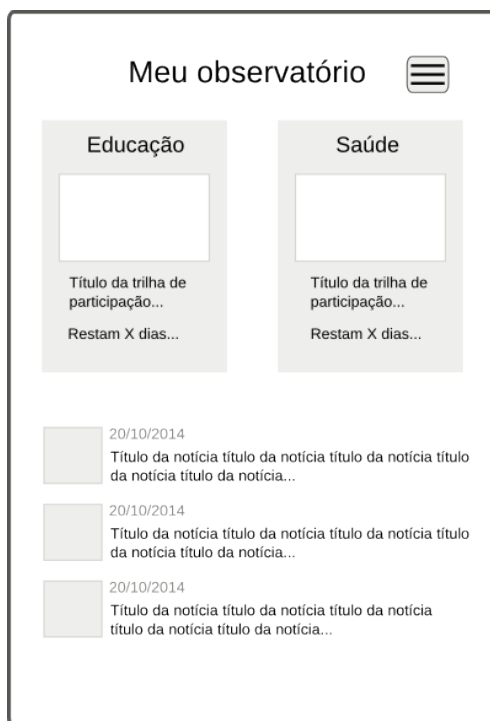 Meu observatório
Educação
Título da trilha de
participação...
Restam X dias...
Saúde
Título da trilha de
participação...
Restam X dias...
20/10/2014
Título da notícia título da notícia título da notícia título
da notícia título da notícia...
20/10/2014
Título da notícia título da notícia título da notícia título
da notícia título da notícia...
20/10/2014
Título da notícia título da notícia título da notícia
título da notícia título da notícia...